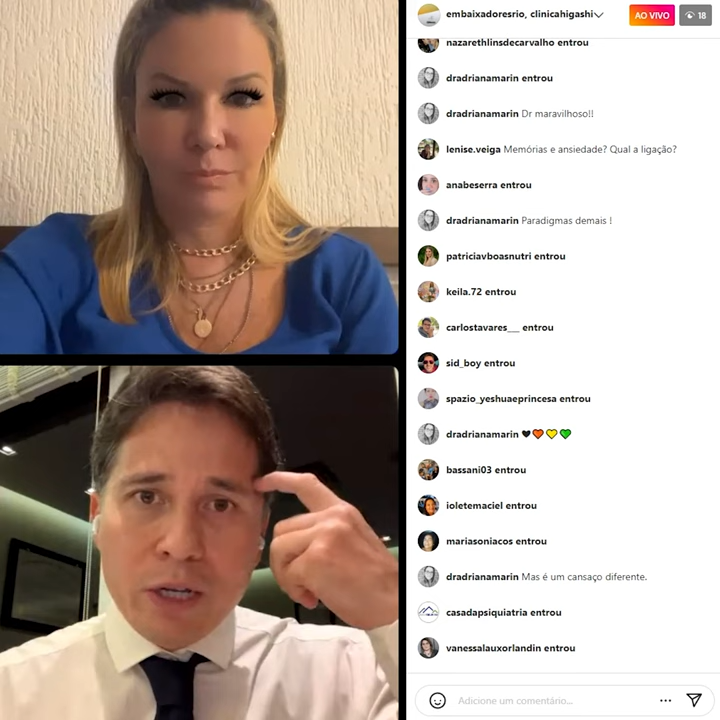 embaixadoresrio, clinicahigashi
AO VIVO
18
nazarethlinsdecarvalho entrou
dradrianamarin entrou
dradrianamarin Dr maravilhoso!!
lenise.veiga Memórias e ansiedade? Qual a ligação?
anabeserra entrou
dradrianamarin Paradigmas demais !
patriciavboasnutri entrou
keila.72 entrou
carlostavares___ entrou
sid_boy entrou
spazio_yeshuaeprincesa entrou
dradrianamarin 🖤🧡💛💚
bassani03 entrou
ioletemaciel entrou
mariasoniacos entrou
dradrianamarin Mas é um cansaço diferente.
casadapsiquiatria entrou
vanessalauxorlandin entrou
Adicione um comentário...